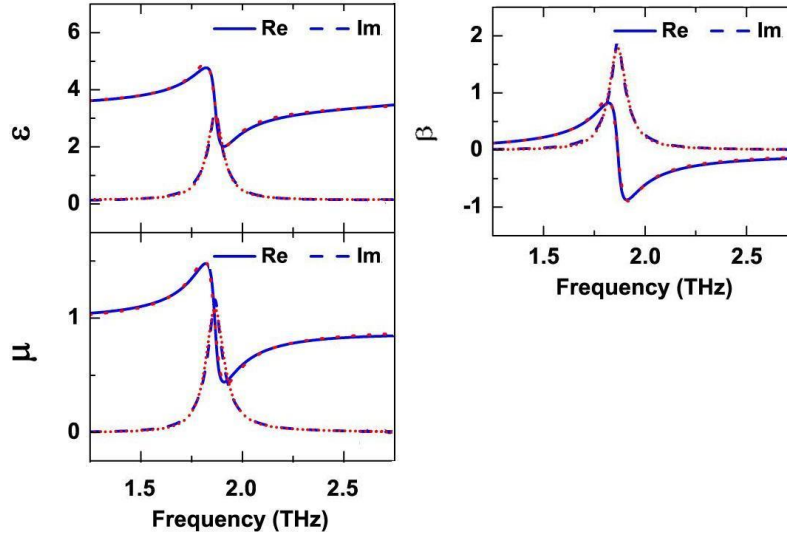 6
4
2
0
ε
Re
Im
1
0
μ
Re
Im
1.5
2.0
2.5
Frequency (THz)
2
1
0
-1
β
Re
Im
1.5
2.0
2.5
Frequency (THz)